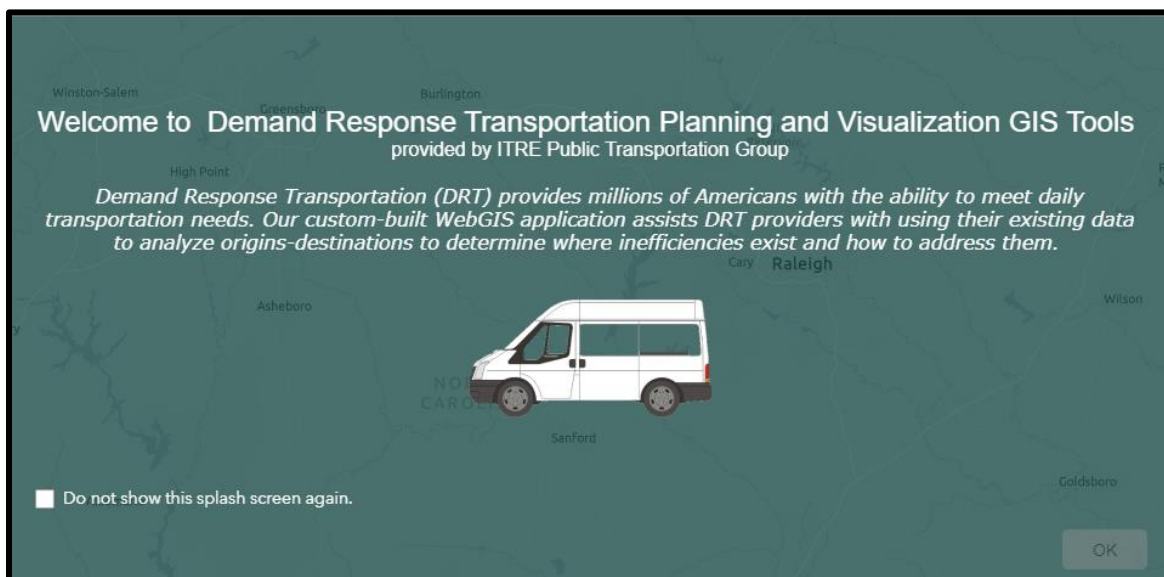 Winston-Salem
Greensboro
Burlington
Welcome to  Demand Response Transportation Planning and Visualization GIS Tools
provided by ITRE Public Transportation Group
High Point
Demand Response Transportation (DRT) provides millions of Americans with the ability to meet daily
transportation needs. Our custom-built WebGIS application assists DRT providers with using their existing data
to analyze origins-destinations to determine where inefficiencies exist and how to address them.
Cary Raleigh
Asheboro
Wilson
Sanford
Do not show this splash screen again.
Goldsboro
OK